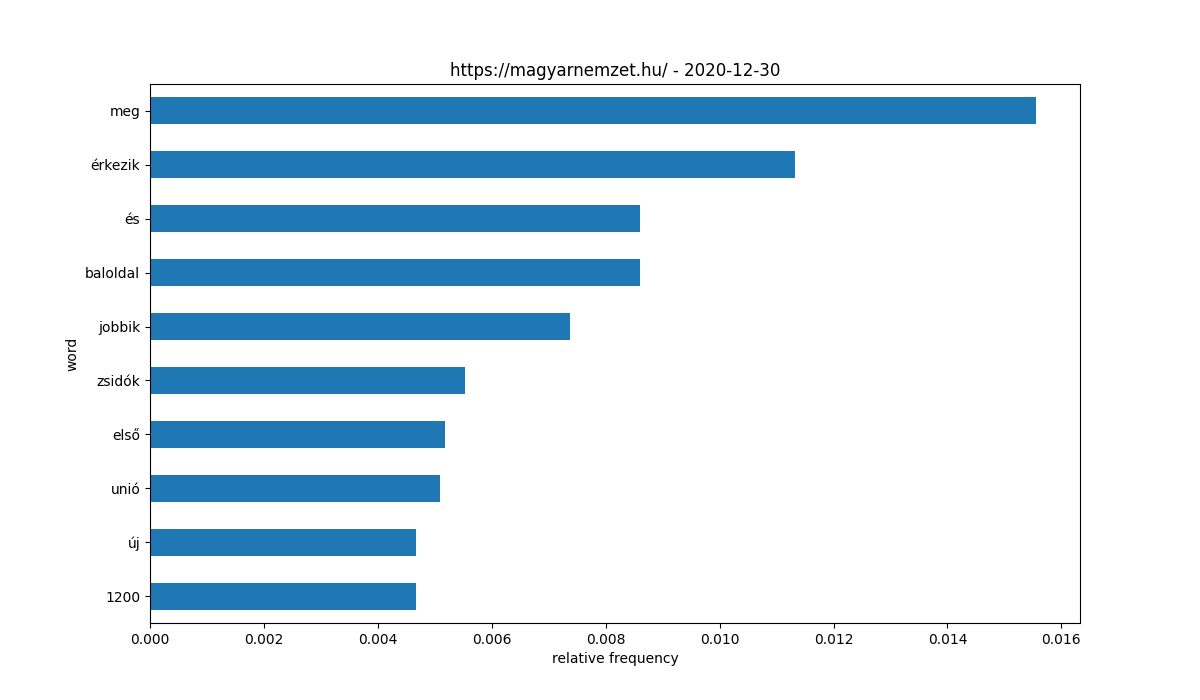 https://magyarnemzet.hu/ - 2020-12-30
meg
érkezik
és
baloldal
jobbik
zsidók
első
unió
új
1200
word
0.000 0.002 0.004 0.006 0.008 0.010 0.012 0.014 0.016
relative frequency